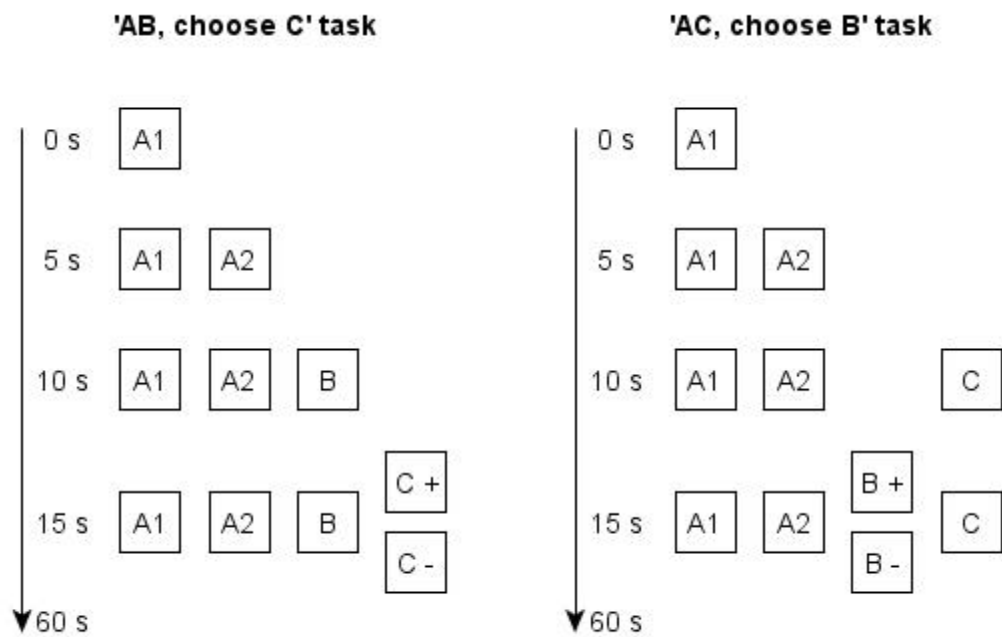 'AB, choose C' task
0 s A1
5 s A1 A2
10 s A1 A2 B
C +
15 s A1 A2 B
C -
60 s
'AC, choose B' task
0 s A1
5 s A1 A2
10 s A1 A2 C
B +
15 s A1 A2 C
B -
60 s